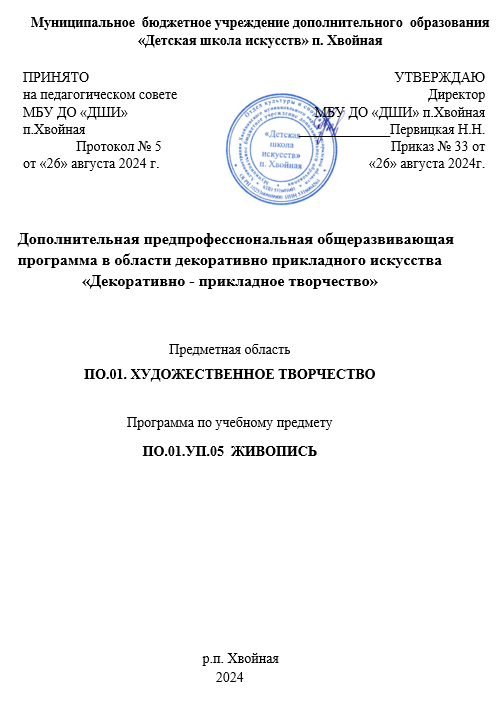 Муниципальное бюджетное учреждение дополнительного образования
«Детская школа искусств» п. Хвойная
ПРИНЯТО
на педагогическом совете
МБУ ДО «ДШИ»
п.Хвойная
Протокол № 5
от «26» августа 2024 г.
УТВЕРЖДАЮ
Директор
МБУ ДО «ДШИ» п.Хвойная
____________Первицкая Н.Н.
Приказ № 33 от
«26» августа 2024г.
«Детская
школа
искусств»
п. Хвойная
Дополнительная предпрофессиональная общеразвивающая
программа в области декоративно прикладного искусства
«Декоративно - прикладное творчество»
Предметная область
ПО.01. ХУДОЖЕСТВЕННОЕ ТВОРЧЕСТВО
Программа по учебному предмету
ПО.01.УП.05 ЖИВОПИСЬ
р.п. Хвойная
2024